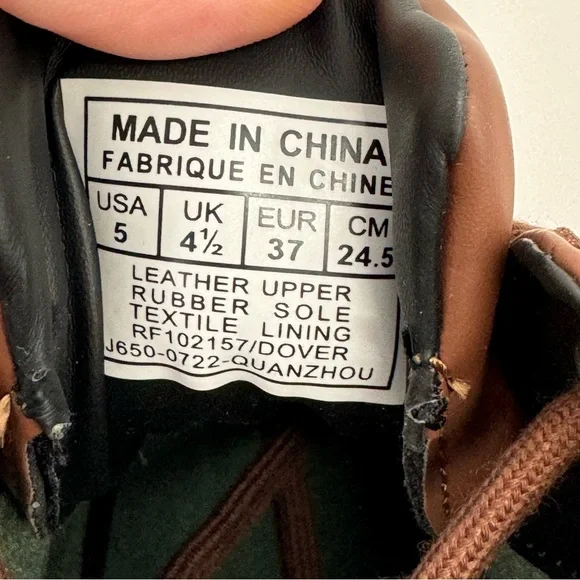 MADE IN CHINA
FABRIQUE EN CHINE
USA UK EUR CM
5 4½ 37 24.5
LEATHER UPPER
RUBBER SOLE
TEXTILE LINING
RF102157/DOVER
J650-0722-QUANZHOU